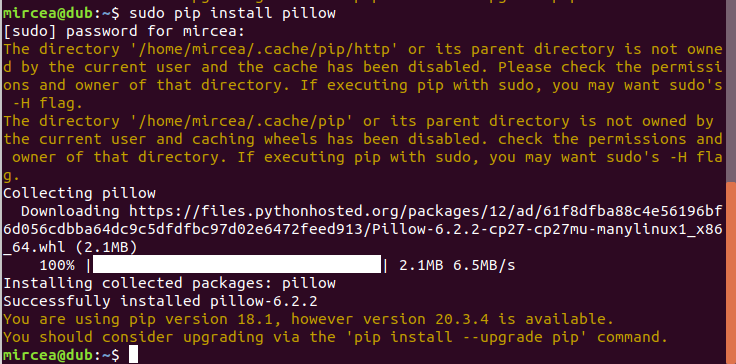 mircea@dub:~$ sudo pip install pillow
[sudo] password for mircea:
The directory '/home/mircea/.cache/pip/http' or its parent directory is not owne
d by the current user and the cache has been disabled. Please check the permissi
ons and owner of that directory. If executing pip with sudo, you may want sudo's
 -H flag.
The directory '/home/mircea/.cache/pip' or its parent directory is not owned by
the current user and caching wheels has been disabled. check the permissions and
 owner of that directory. If executing pip with sudo, you may want sudo's -H fla
g.
Collecting pillow
  Downloading https://files.pythonhosted.org/packages/12/ad/61f8dfba88c4e56196bf
6d056cdbba64dc9c5dfdfbc97d02e6472feed913/Pillow-6.2.2-cp27-cp27mu-manylinux1_x86
_64.whl (2.1MB)
    100% |████████████████████████████████| 2.1MB 6.5MB/s
Installing collected packages: pillow
Successfully installed pillow-6.2.2
You are using pip version 18.1, however version 20.3.4 is available.
You should consider upgrading via the 'pip install --upgrade pip' command.
mircea@dub:~$